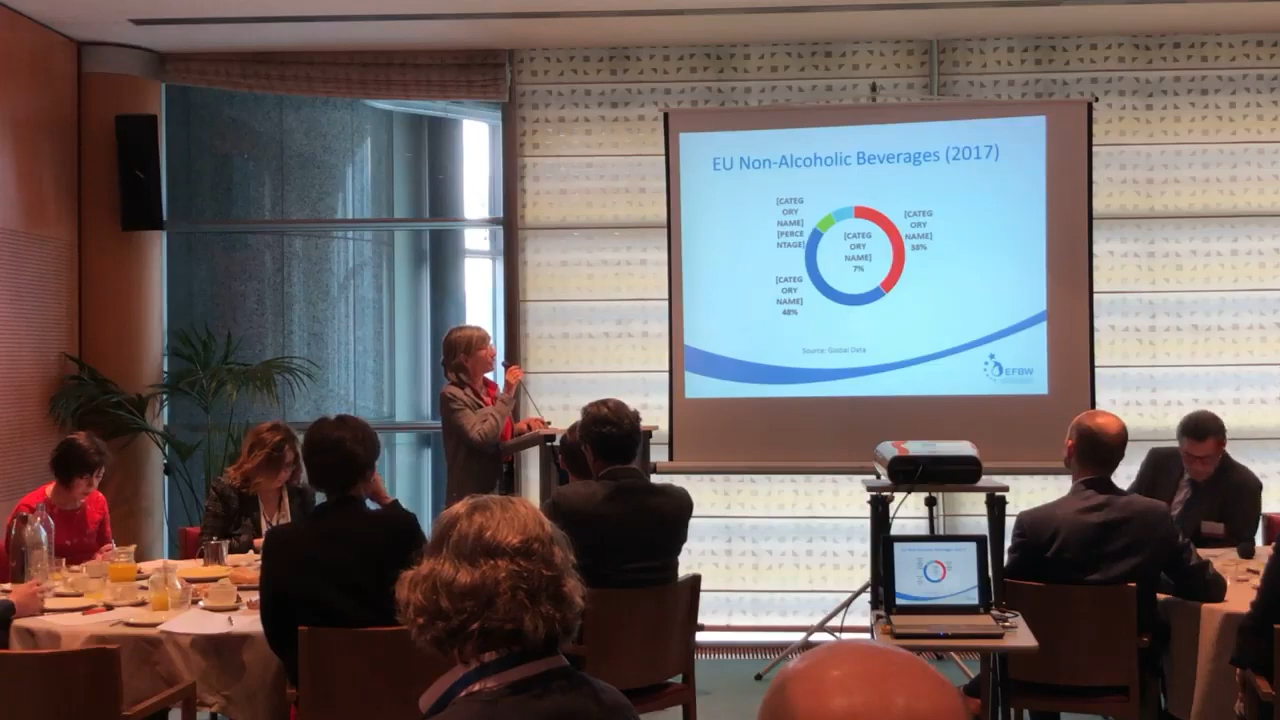 EU Non-Alcoholic Beverages (2017)
[CATEG
ORY
NAME]
[PERCE
NTAGE]
[CATEG
ORY
NAME]
7%
[CATEG
ORY
NAME]
38%
[CATEG
ORY
NAME]
48%
Source: Global Data
EFBW